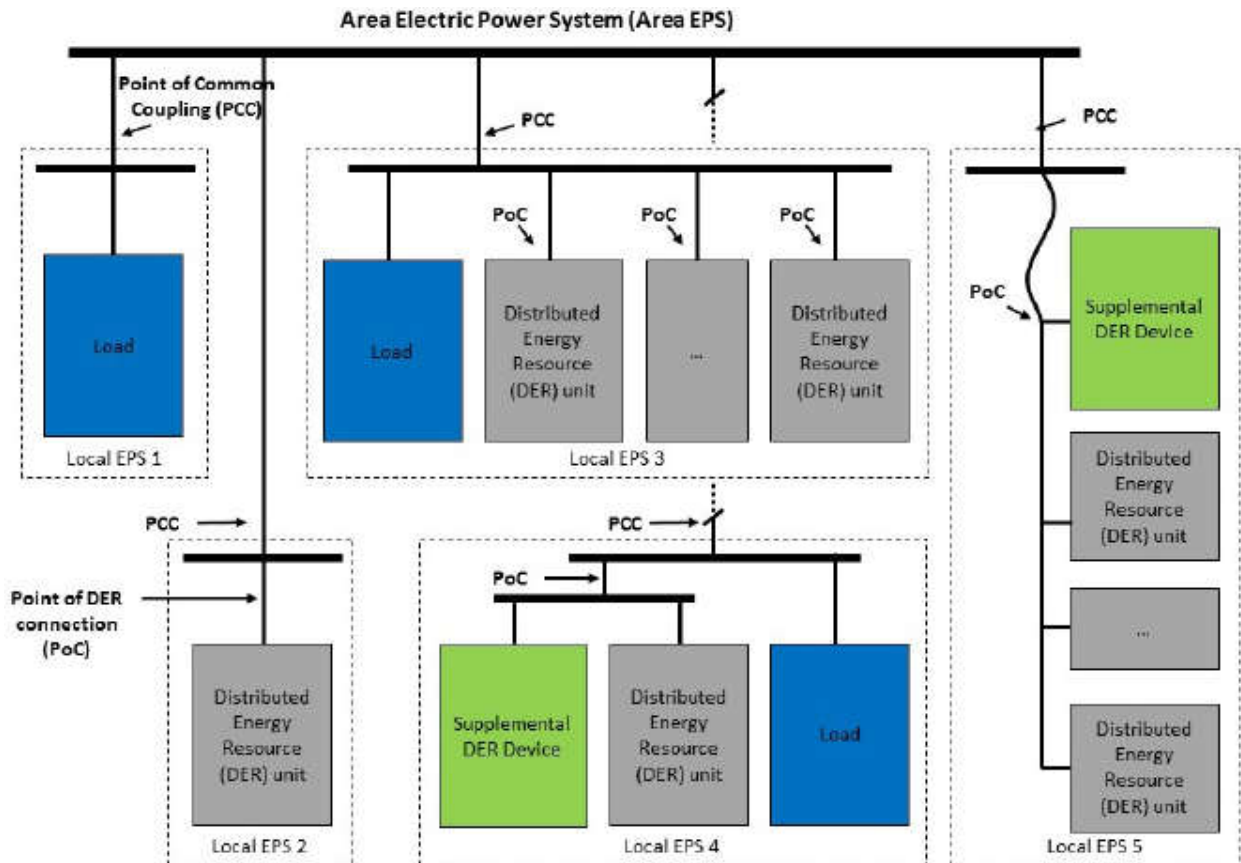 Area Electric Power System (Area EPS)
Point of Common
Coupling (PCC)
PCC
PCC
PoC
PoC
PoC
Load
Load
Distributed
Energy
Resource
(DER) unit
...
Distributed
Energy
Resource
(DER) unit
PoC
Supplemental
DER Device
Local EPS 1
Local EPS 3
Distributed
Energy
Resource
(DER) unit
PCC
PCC
Point of DER
connection
(PoC)
PoC
...
Distributed
Energy
Resource
(DER) unit
Supplemental
DER Device
Distributed
Energy
Resource
(DER) unit
Load
Distributed
Energy
Resource
(DER) unit
Local EPS 2
Local EPS 4
Local EPS 5